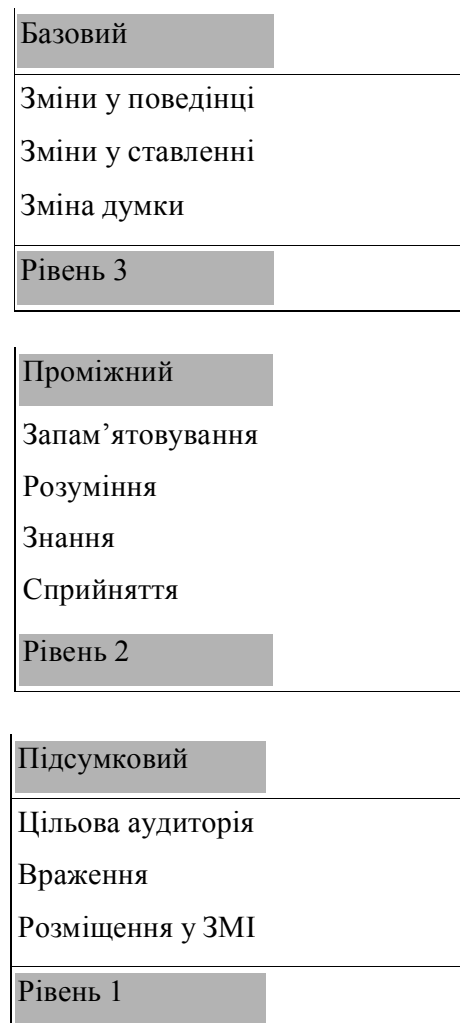 Базовий
Зміни у поведінці
Зміни у ставленні
Зміна думки
Рівень 3
Проміжний
Запам’ятовування
Розуміння
Знання
Сприйняття
Рівень 2
Підсумковий
Цільова аудиторія
Враження
Розміщення у ЗМІ
Рівень 1